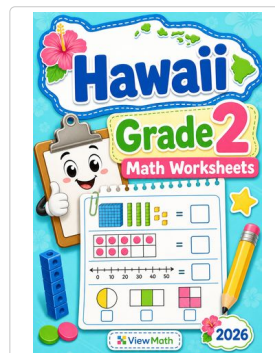 Hawaii
Grade 2
Math Worksheets
=
=
0 10 20 30 40 50
=
ViewMath
2026